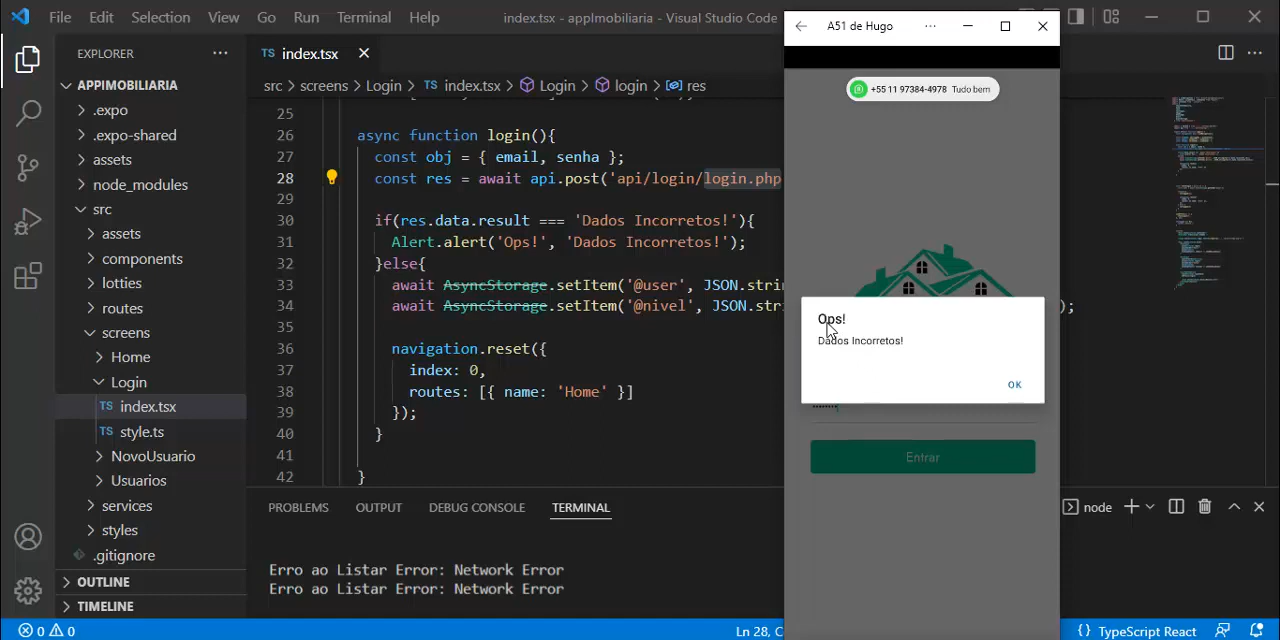 File Edit Selection View Go Run Terminal Help
index.tsx - appImobiliaria - Visual Studio Code
EXPLORER
APPIMOBILIARIA
.expo
.expo-shared
assets
node_modules
src
assets
components
lotties
routes
screens
Home
Login
TS index.tsx
TS style.ts
NovoUsuario
Usuarios
services
styles
.gitignore
OUTLINE
TIMELINE
TS index.tsx
src > screens > Login > TS index.tsx > Login > login > res
25
26 async function login(){
27 const obj = { email, senha };
28 const res = await api.post('api/login/login.php
29
30 if(res.data.result === 'Dados Incorretos!'){
31 Alert.alert('Ops!', 'Dados Incorretos!');
32 }else{
33 await AsyncStorage.setItem('@user', JSON.stri
34 await AsyncStorage.setItem('@nivel', JSON.str );
35
36 navigation.reset({
37 index: 0,
38 routes: [{ name: 'Home' }]
39 });
40 }
41
42 }
PROBLEMS OUTPUT DEBUG CONSOLE TERMINAL
node
Erro ao Listar Error: Network Error
Erro ao Listar Error: Network Error
A51 de Hugo
+55 11 97384-4978 Tudo bem
Ops!
Dados Incorretos!
OK
Entrar
0 0
Ln 28, C
{} TypeScript React